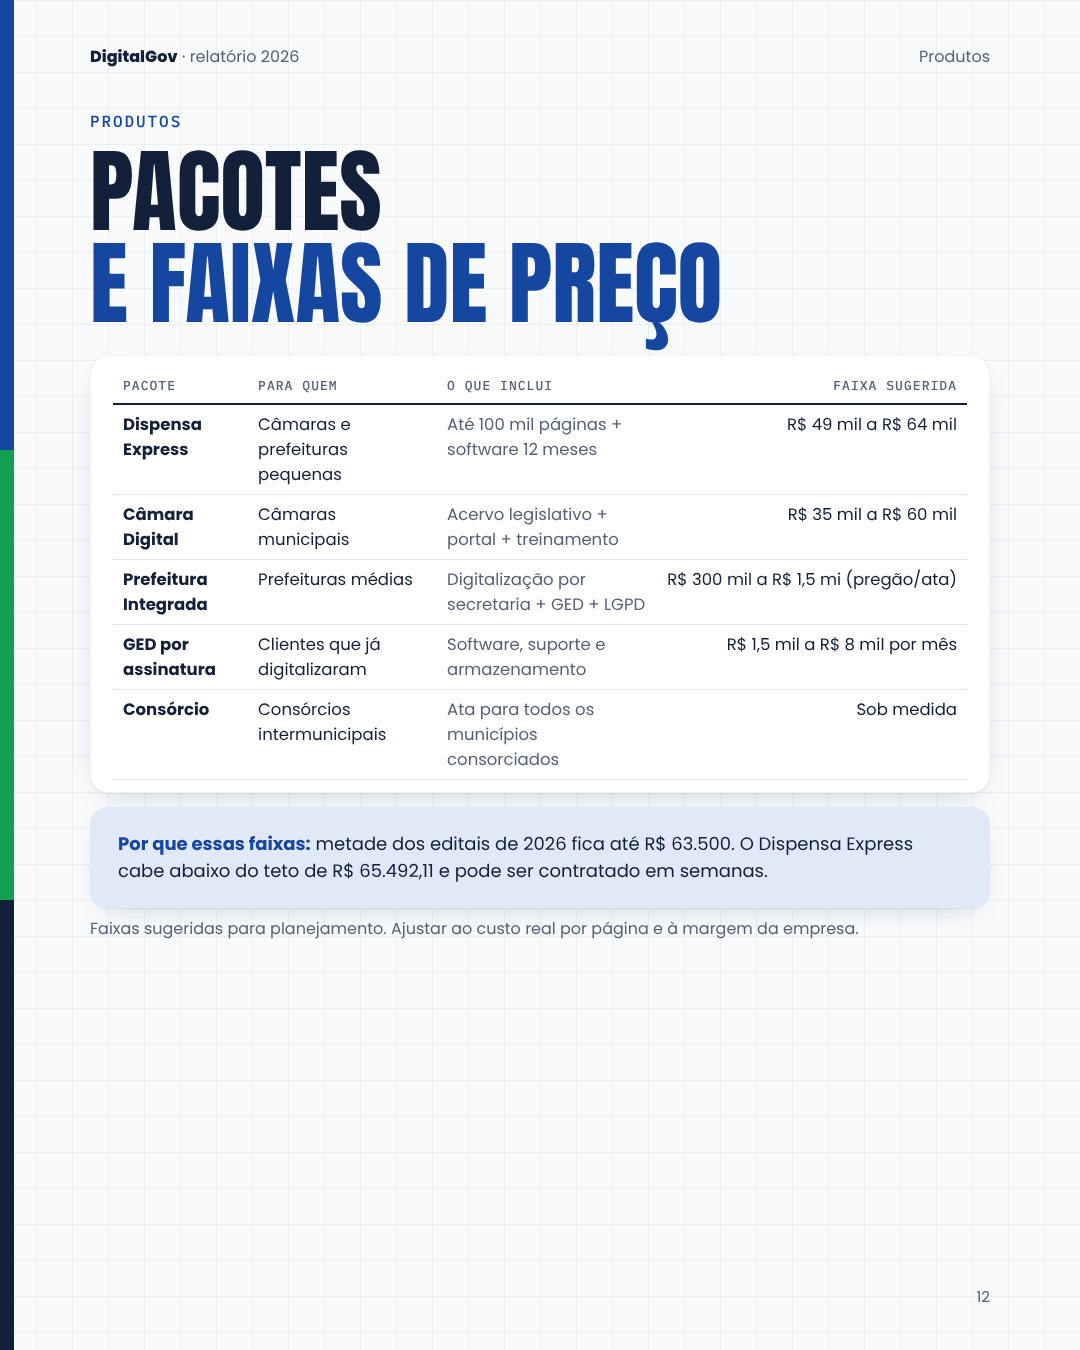 DigitalGov · relatório 2026
Produtos
PRODUTOS
PACOTES
E FAIXAS DE PREÇO
PACOTE PARA QUEM O QUE INCLUI FAIXA SUGERIDA
Dispensa Express
Câmaras e prefeituras pequenas
Até 100 mil páginas + software 12 meses
R$ 49 mil a R$ 64 mil
Câmara Digital
Câmaras municipais
Acervo legislativo + portal + treinamento
R$ 35 mil a R$ 60 mil
Prefeitura Integrada
Prefeituras médias
Digitalização por secretaria + GED + LGPD
R$ 300 mil a R$ 1,5 mi (pregão/ata)
GED por assinatura
Clientes que já digitalizaram
Software, suporte e armazenamento
R$ 1,5 mil a R$ 8 mil por mês
Consórcio
Consórcios intermunicipais
Ata para todos os municípios consorciados
Sob medida
Por que essas faixas: metade dos editais de 2026 fica até R$ 63.500. O Dispensa Express
cabe abaixo do teto de R$ 65.492,11 e pode ser contratado em semanas.
Faixas sugeridas para planejamento. Ajustar ao custo real por página e à margem da empresa.
12